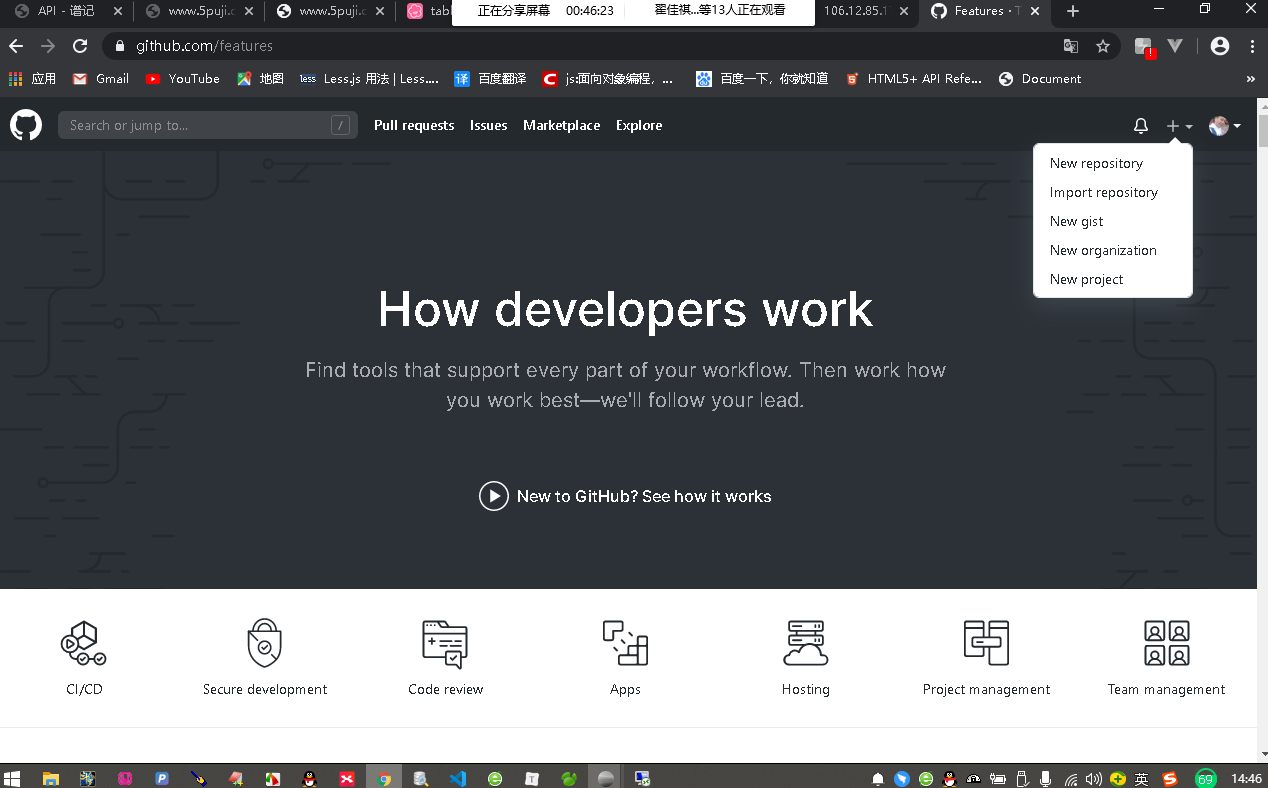 API - 谱记
www.5puji.c
www.5puji.c
tabl
正在分享屏幕 00:46:23 翟佳祺...等13人正在观看
106.12.85.1
Features · T
github.com/features
应用
Gmail
YouTube
地图
less Less.js 用法 | Less....
译 百度翻译
C js:面向对象编程，...
百度一下，你就知道
HTML5+ API Refe...
Document
»
Search or jump to... /
Pull requests
Issues
Marketplace
Explore
New repository
Import repository
New gist
New organization
New project
How developers work
Find tools that support every part of your workflow. Then work how
you work best—we'll follow your lead.
New to GitHub? See how it works
CI/CD
Secure development
Code review
Apps
Hosting
Project management
Team management
英
69
14:46